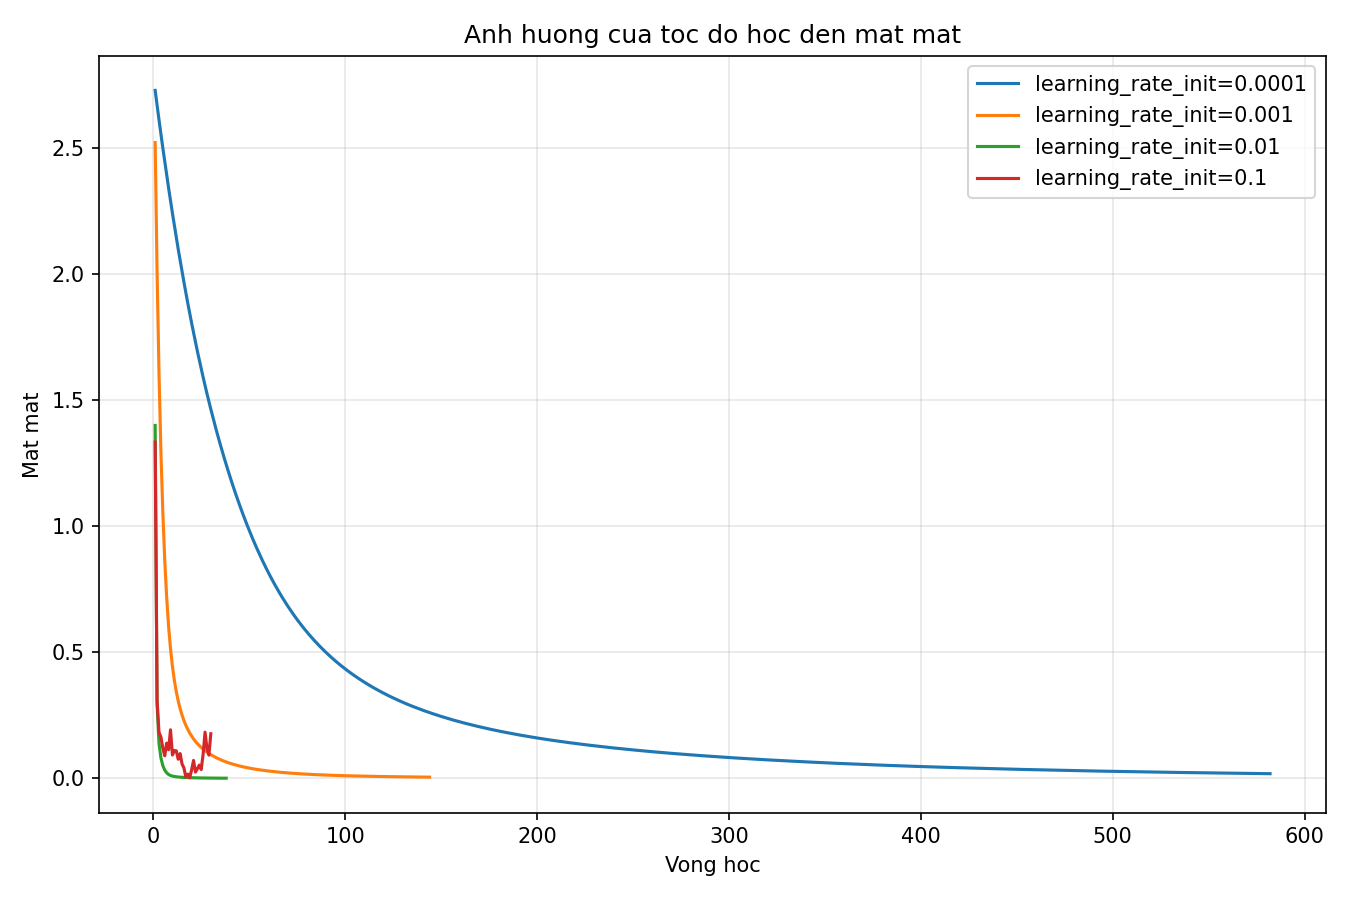 Anh huong cua toc do hoc den mat mat
learning_rate_init=0.0001
learning_rate_init=0.001
learning_rate_init=0.01
learning_rate_init=0.1
Mat mat
2.5
2.0
1.5
1.0
0.5
0.0
0 100 200 300 400 500 600
Vong hoc